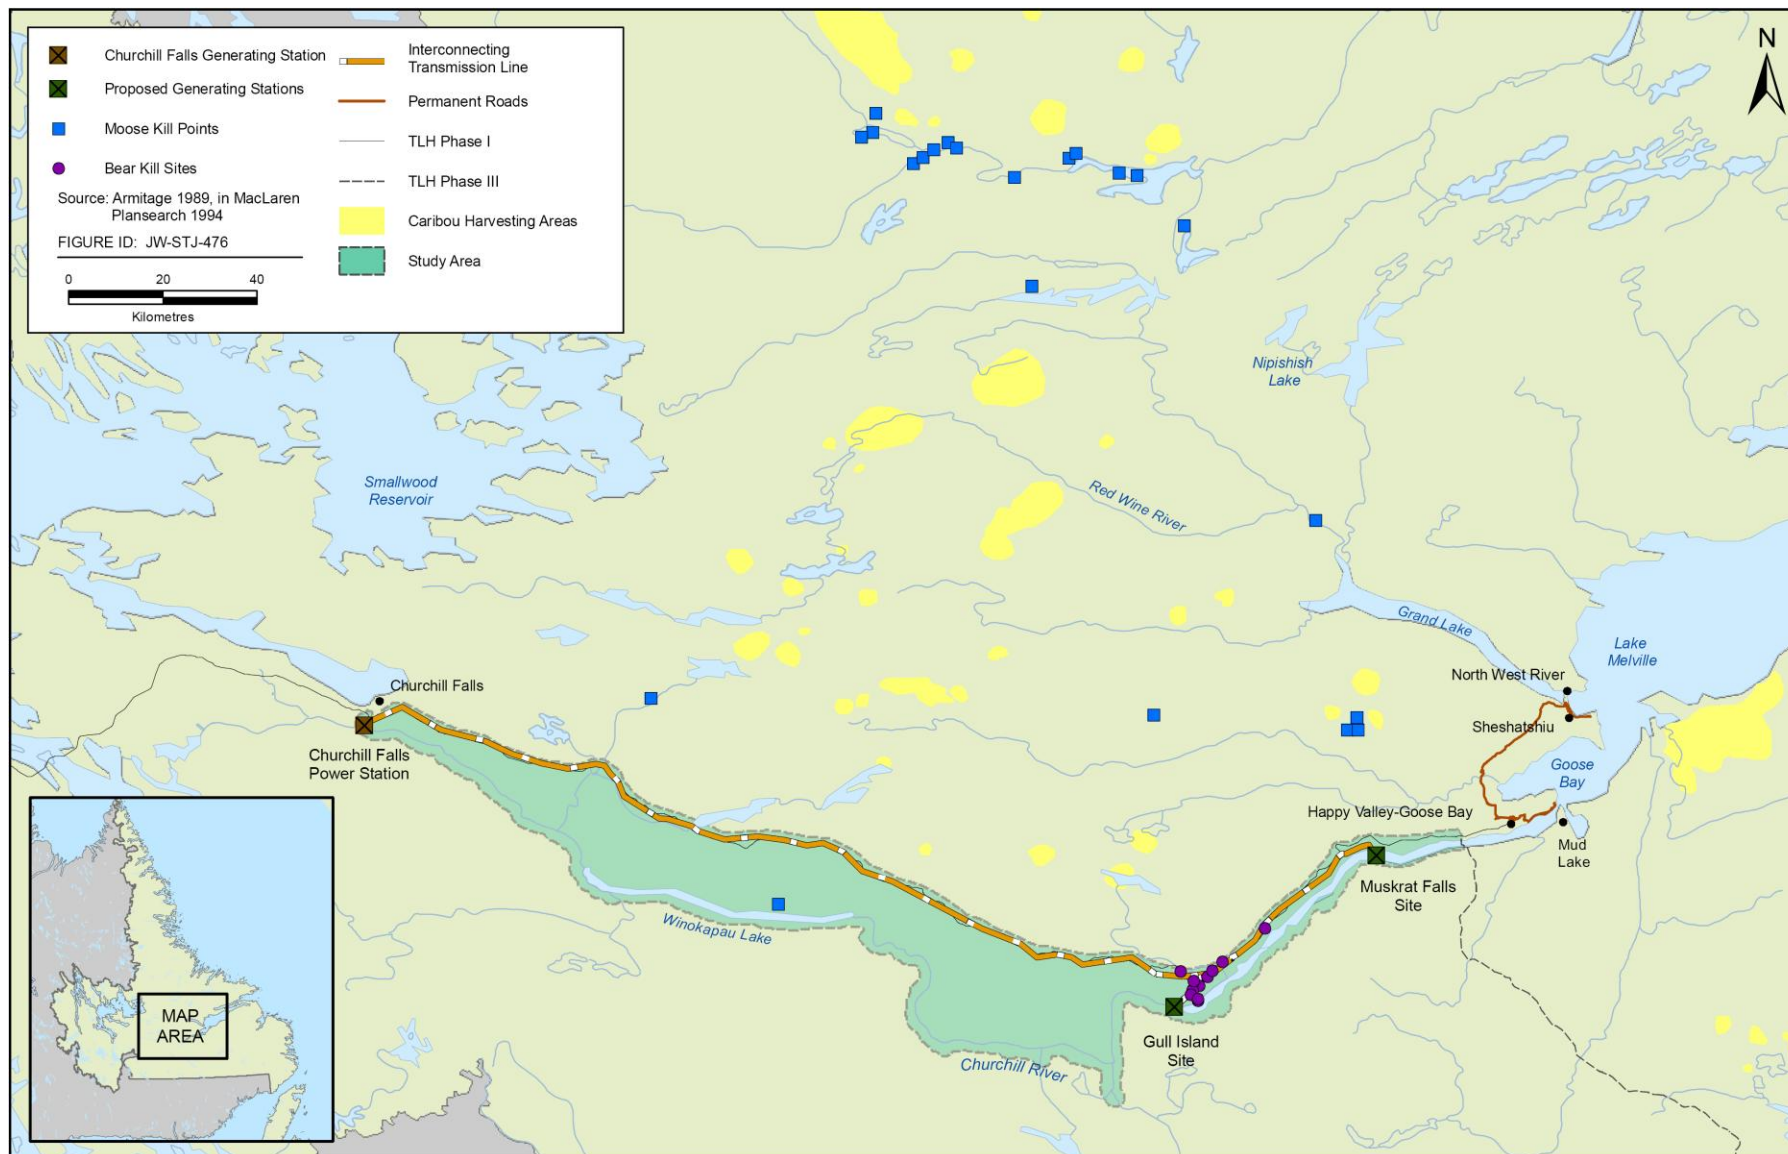 Churchill Falls Generating Station
Proposed Generating Stations
Moose Kill Points
Bear Kill Sites
Source: Armitage 1989, in MacLaren
Plansearch 1994
FIGURE ID: JW-STJ-476
0 20 40
Kilometres
Interconnecting
Transmission Line
Permanent Roads
TLH Phase I
TLH Phase III
Caribou Harvesting Areas
Study Area
N
Nipishish
Lake
Smallwood
Reservoir
Red Wine River
Grand Lake
Lake
Melville
North West River
Sheshatshiu
Churchill Falls
Churchill Falls
Power Station
Goose
Bay
Happy Valley-Goose Bay
Mud
Lake
Muskrat Falls
Site
Winokapau Lake
Gull Island
Site
Churchill River
MAP
AREA